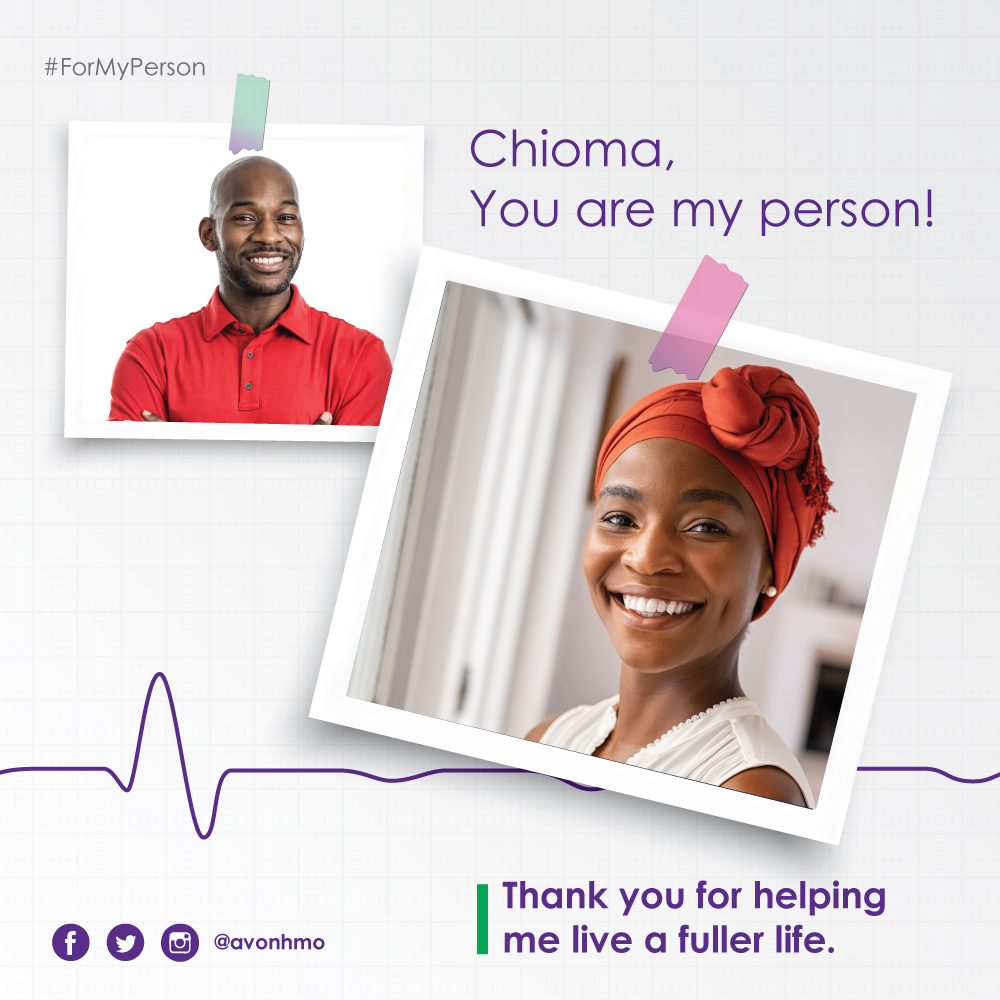 #ForMyPerson
Chioma,
You are my person!
Thank you for helping
me live a fuller life.
@avonhmo